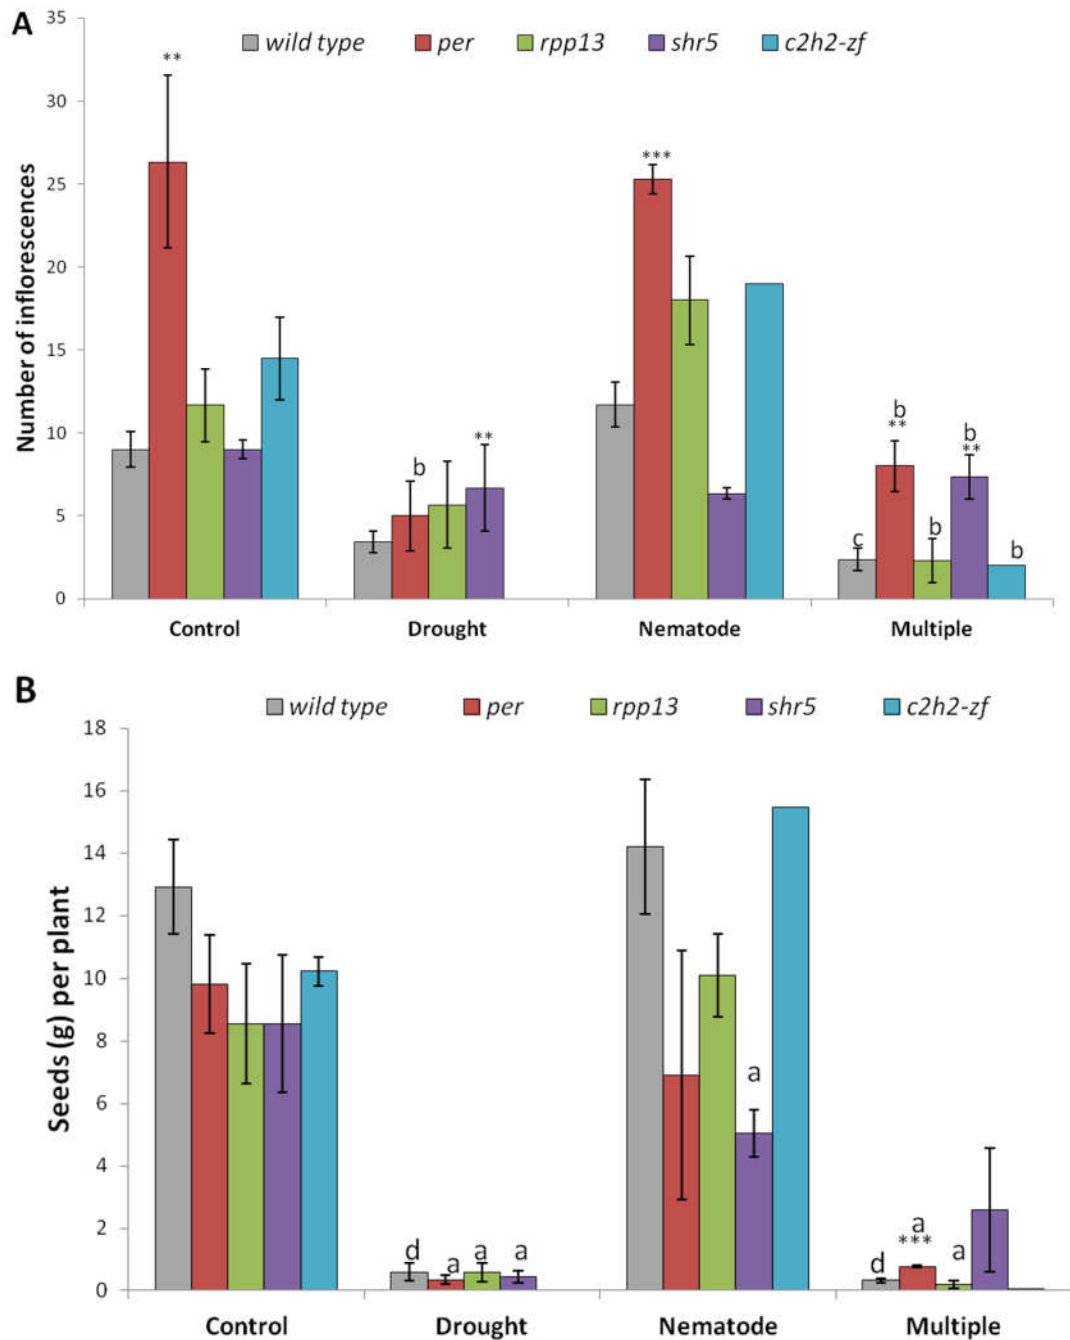 A
35
wild type per rpp13 shr5 c2h2-zf
**
30
25
20
15
10
5
0
Number of inflorescences
b
**
***
c
b
**
b
b
**
b
Control Drought Nematode Multiple
B
wild type per rpp13 shr5 c2h2-zf
18
16
14
12
10
8
6
4
2
0
Seeds (g) per plant
d a a a
a
d
a
***
a
Control Drought Nematode Multiple